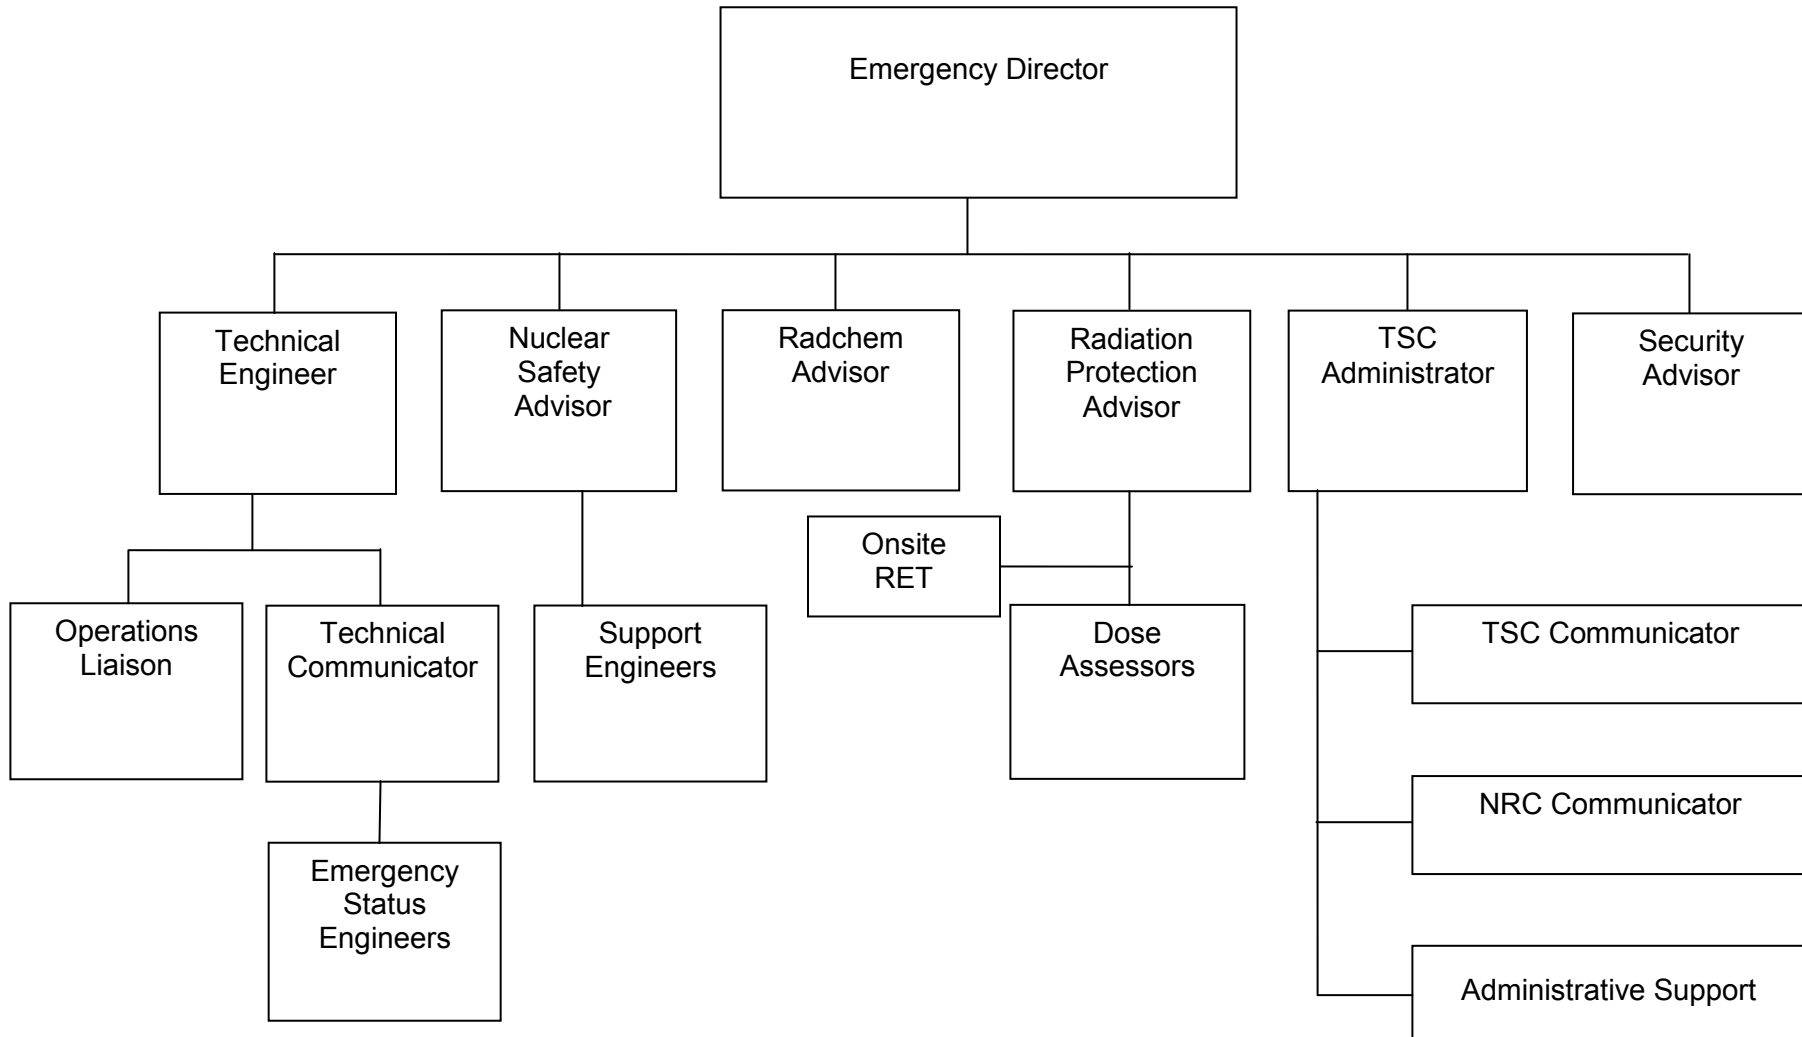 Emergency Director
Technical
Engineer
Nuclear
Safety
Advisor
Radchem
Advisor
Radiation
Protection
Advisor
TSC
Administrator
Security
Advisor
Onsite
RET
Operations
Liaison
Technical
Communicator
Support
Engineers
Dose
Assessors
TSC Communicator
NRC Communicator
Emergency
Status
Engineers
Administrative Support